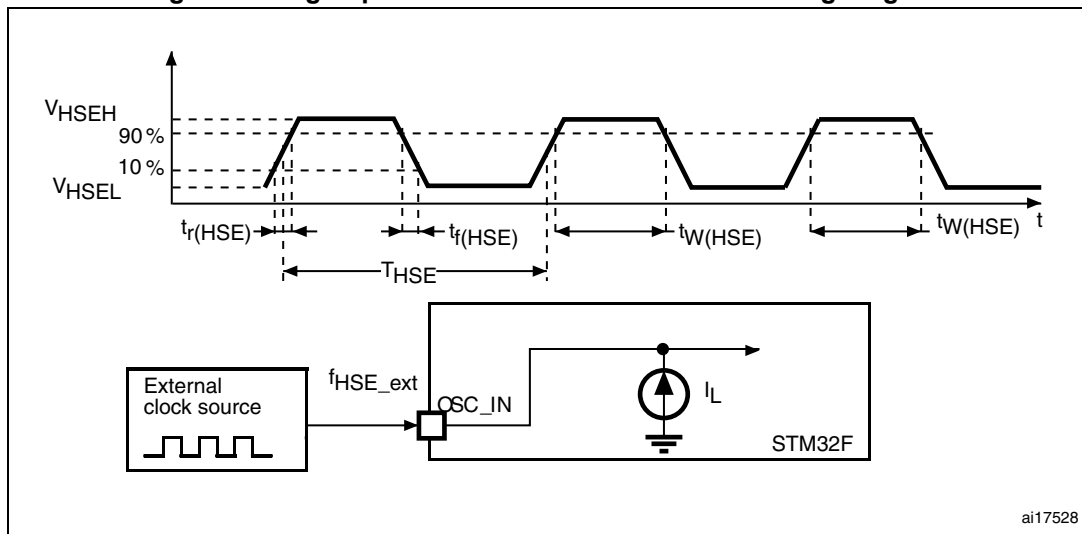 VHSEH
90 %
10 %
VHSEL
tr(HSE)
tf(HSE)
tW(HSE)
tW(HSE)
t
THSE
External
clock source
fHSE_ext
OSC_IN
IL
STM32F
ai17528